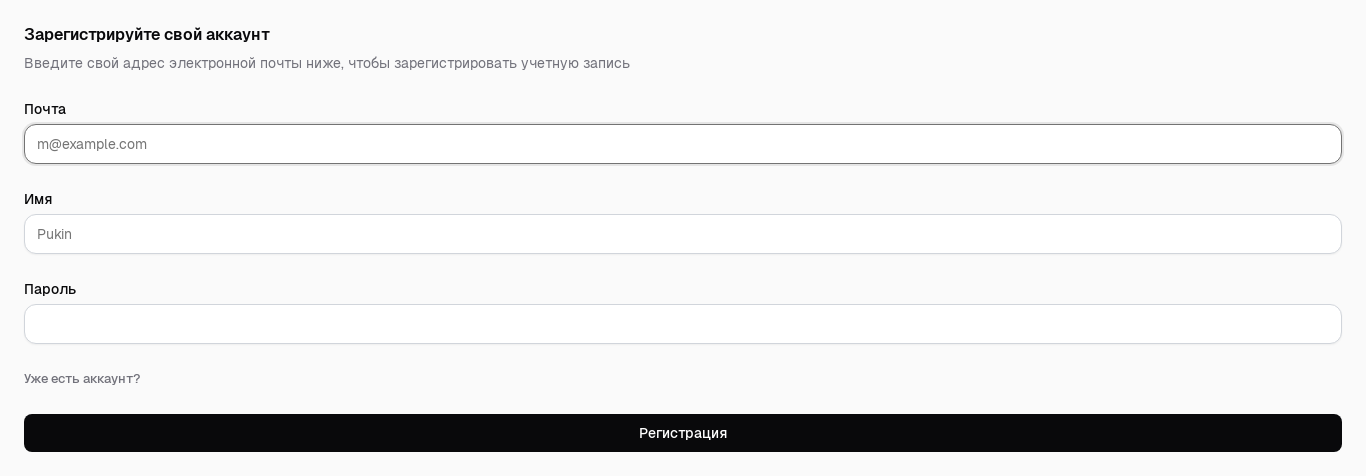 Зарегистрируйте свой аккаунт
Введите свой адрес электронной почты ниже, чтобы зарегистрировать учетную запись
Почта
m@example.com
Имя
Pukin
Пароль
Уже есть аккаунт?
Регистрация